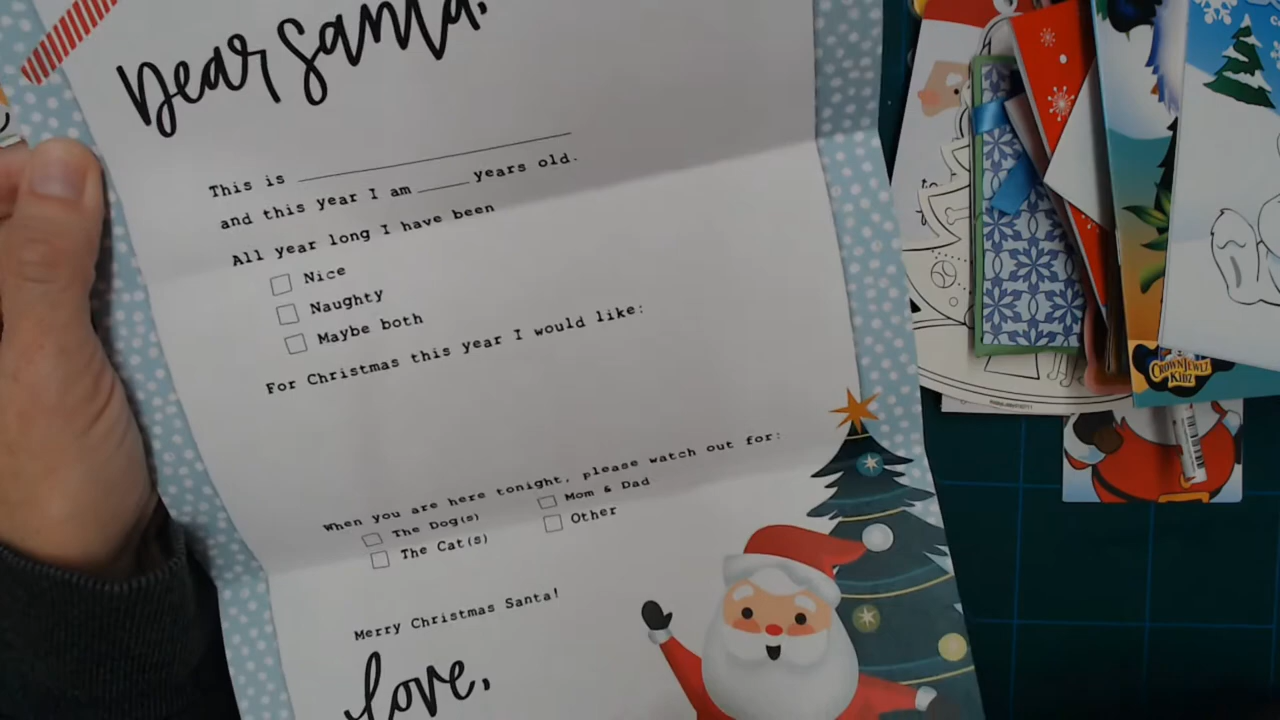 Dear Santa,
This is
and this year I am _____ years old.
All year long I have been
Nice
Naughty
Maybe both
For Christmas this year I would like:
When you are here tonight, please watch out for:
The Dog(s)
Mom & Dad
The Cat(s)
Other
Merry Christmas Santa!
love,
CROWNJEWLZ
KIDZ